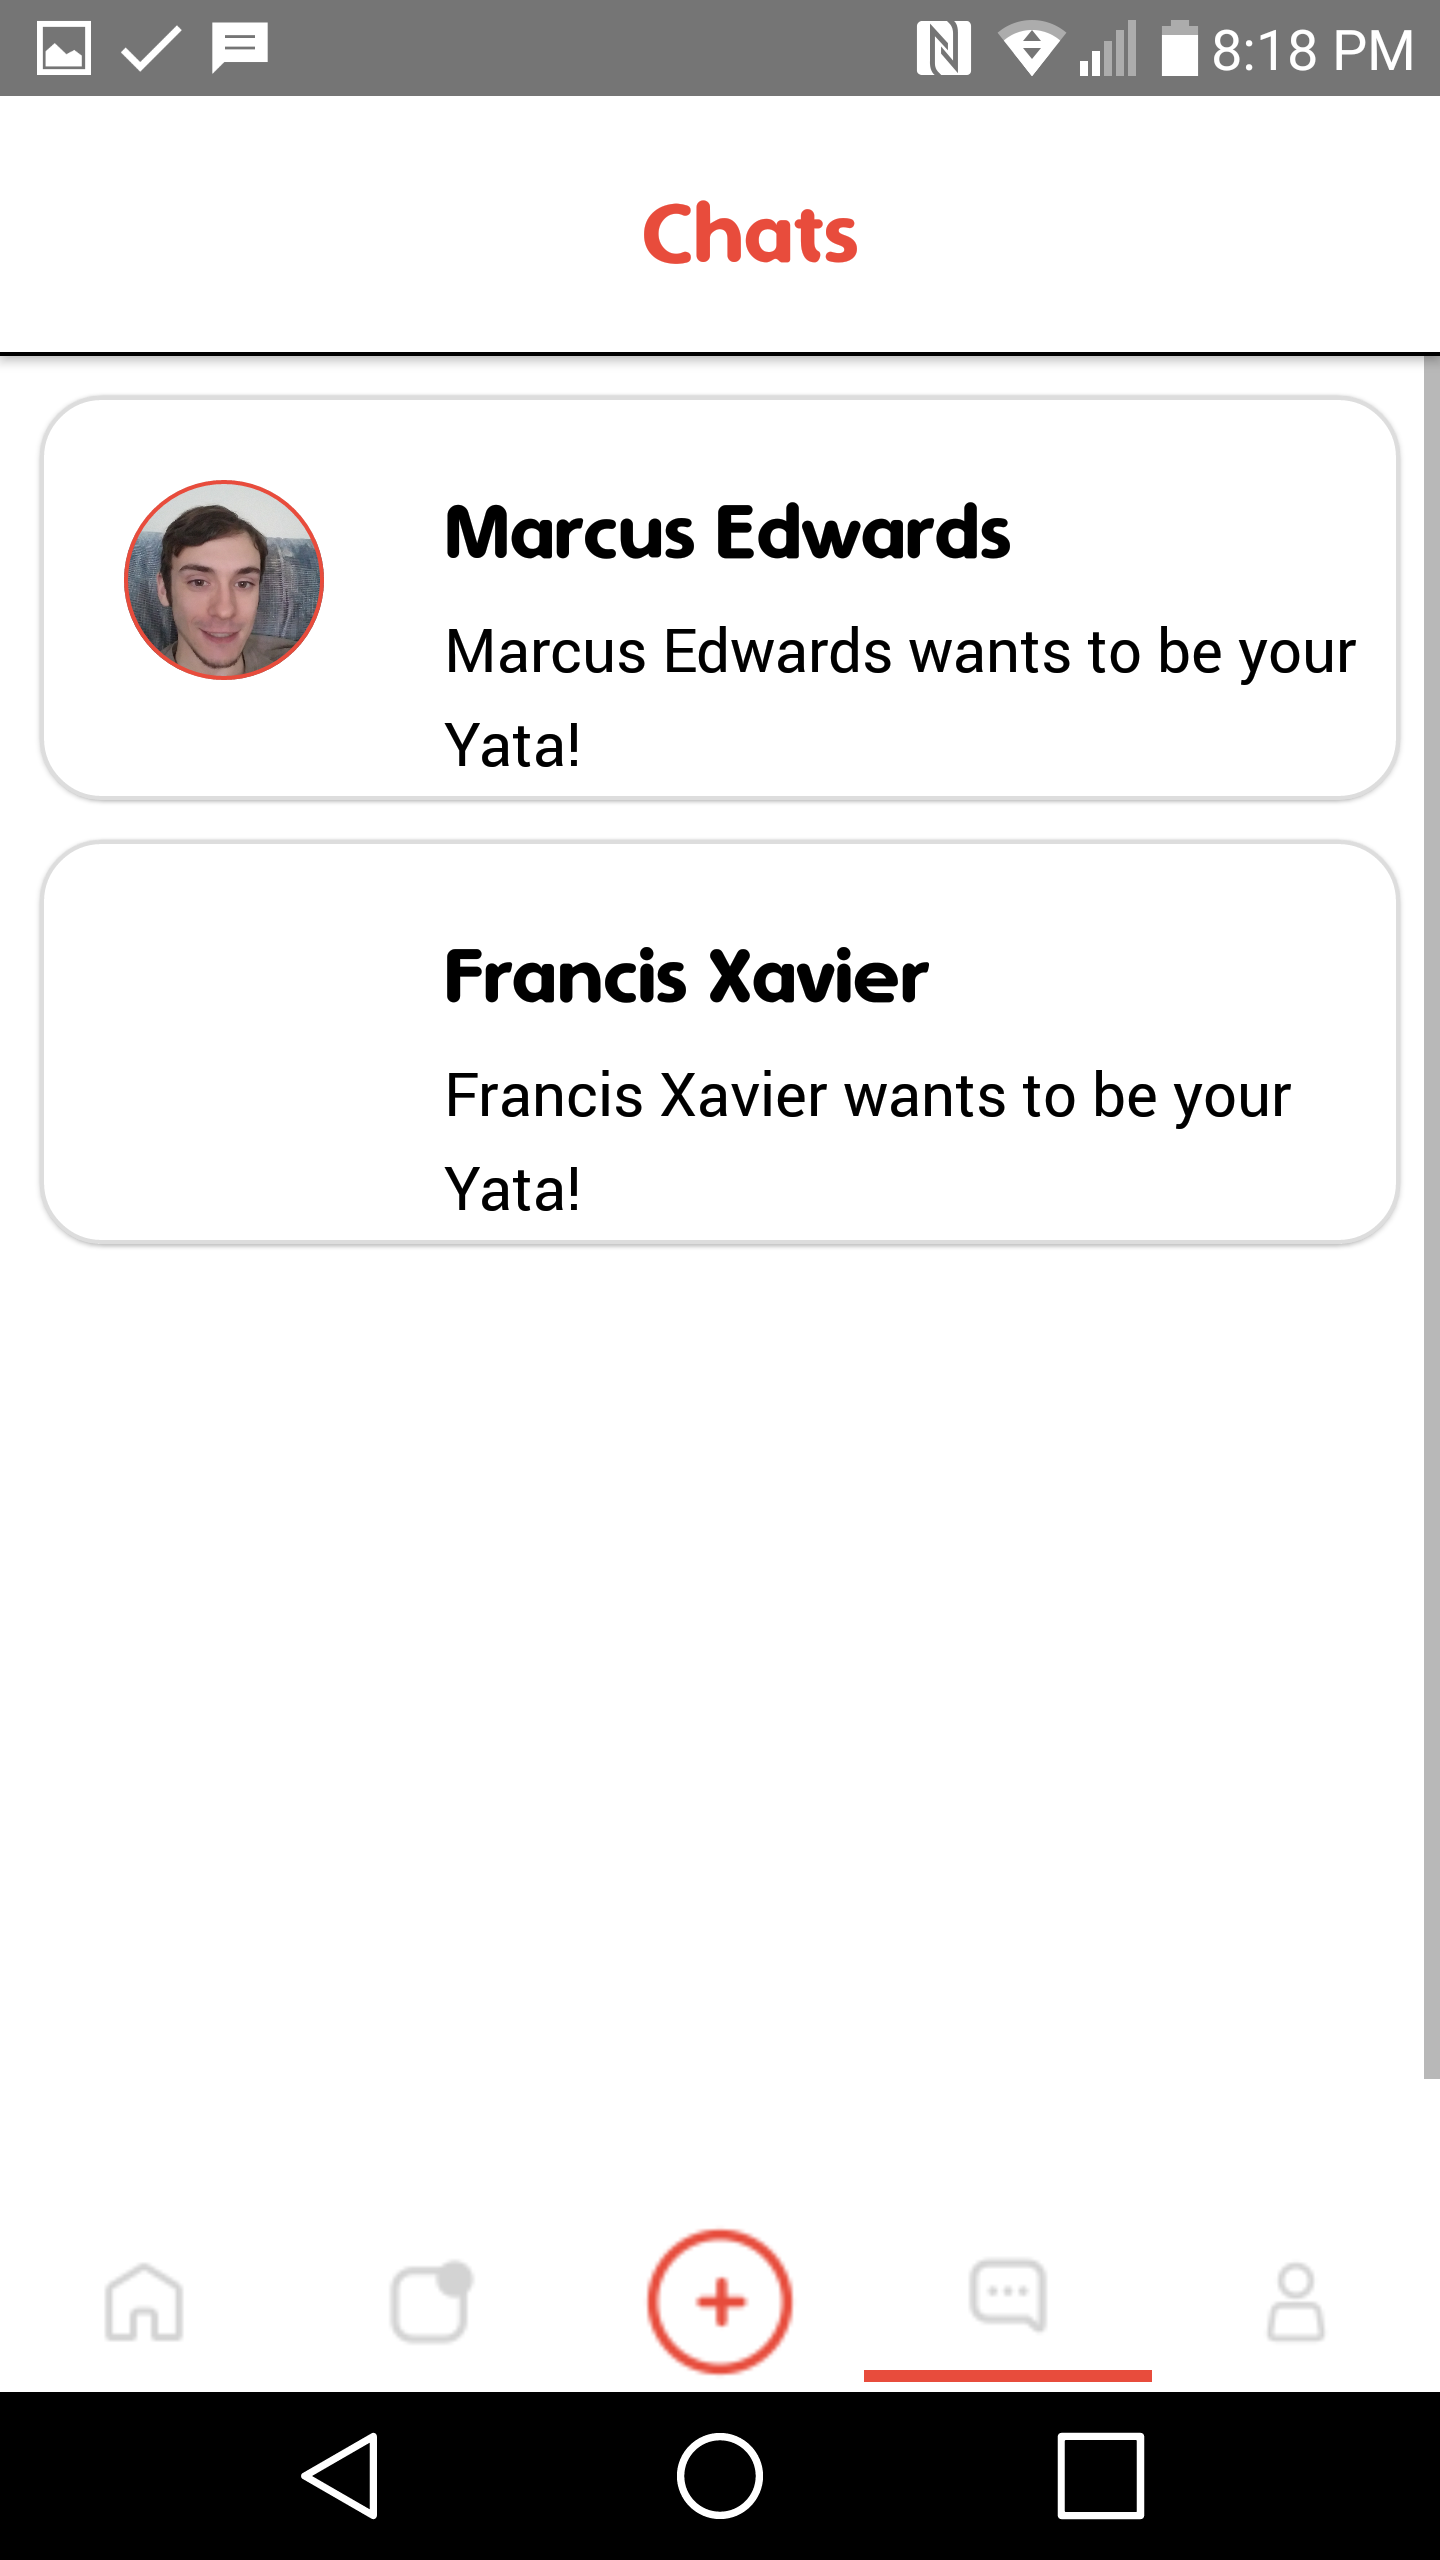 8:18 PM
Chats
Marcus Edwards
Marcus Edwards wants to be your
Yata!
Francis Xavier
Francis Xavier wants to be your
Yata!